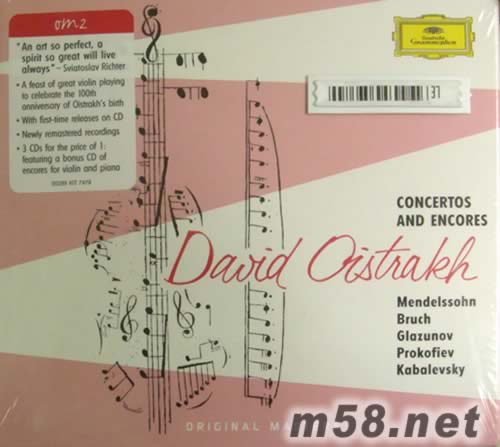 om2
"An art so perfect, a
spirit so great will live
always" – Sviatoslav Richter
• A feast of great violin playing
to celebrate the 100th
anniversary of Oistrakh's birth
• With first-time releases on CD
• Newly remastered recordings
• 3 CDs for the price of 1:
featuring a bonus CD of
encores for violin and piano
Deutsche
Grammophon
CONCERTOS
AND ENCORES
David Oistrakh
Mendelssohn
Bruch
Glazunov
Prokofiev
Kabalevsky
ORIGINAL
m58.net